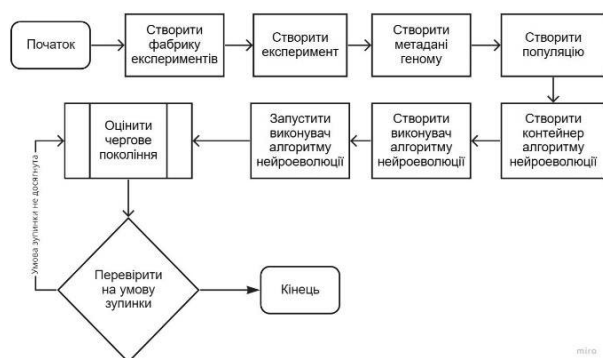 Початок
Створити
фабрику
експериментів
Створити
експеримент
Створити
метадані
геному
Створити
популяцію
Оцінити
чергове
покоління
Запустити
виконувач
алгоритму
нейроеволюції
Створити
виконувач
алгоритму
нейроеволюції
Створити
контейнер
алгоритму
нейроеволюції
Умова зупинки не досягнута
Перевірити
на умову
зупинки
Кінець
miro